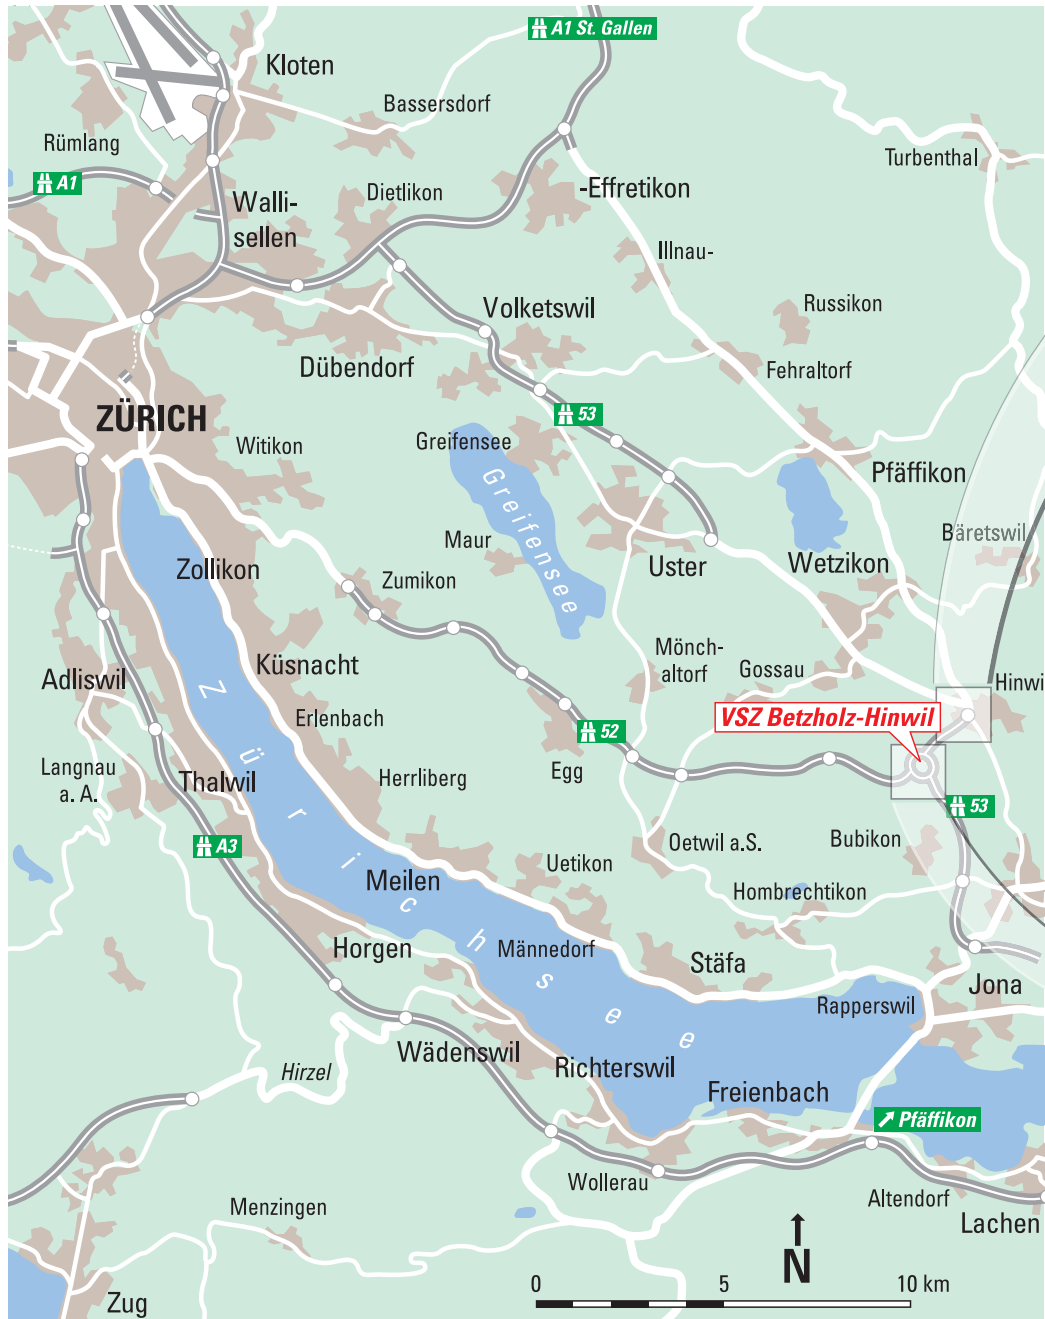 A1 St. Gallen
Kloten
Bassersdorf
Rümlang
Turbenthal
A1
Dietlikon
-Effretikon
Walli-
sellen
Illnau-
Russikon
Volketswil
Dübendorf
Fehraltorf
ZÜRICH
53
Witikon
Greifensee
Pfäffikon
Greifensee
Bäretswil
Maur
Zollikon
Uster
Wetzikon
Zumikon
Küsnacht
Mönch-
altorf
Gossau
Adliswil
Hinwi
Erlenbach
VSZ Betzholz-Hinwil
52
Langnau
a. A.
Thalwil
Herrliberg
Egg
53
A3
Oetwil a.S.
Bubikon
Uetikon
Meilen
Hombrechtikon
Zürichsee
Horgen
Männedorf
Stäfa
Jona
Rapperswil
Wädenswil
Hirzel
Richterswil
Freienbach
Pfäffikon
Wollerau
Altendorf
Menzingen
Lachen
N
Zug
0 5 10 km